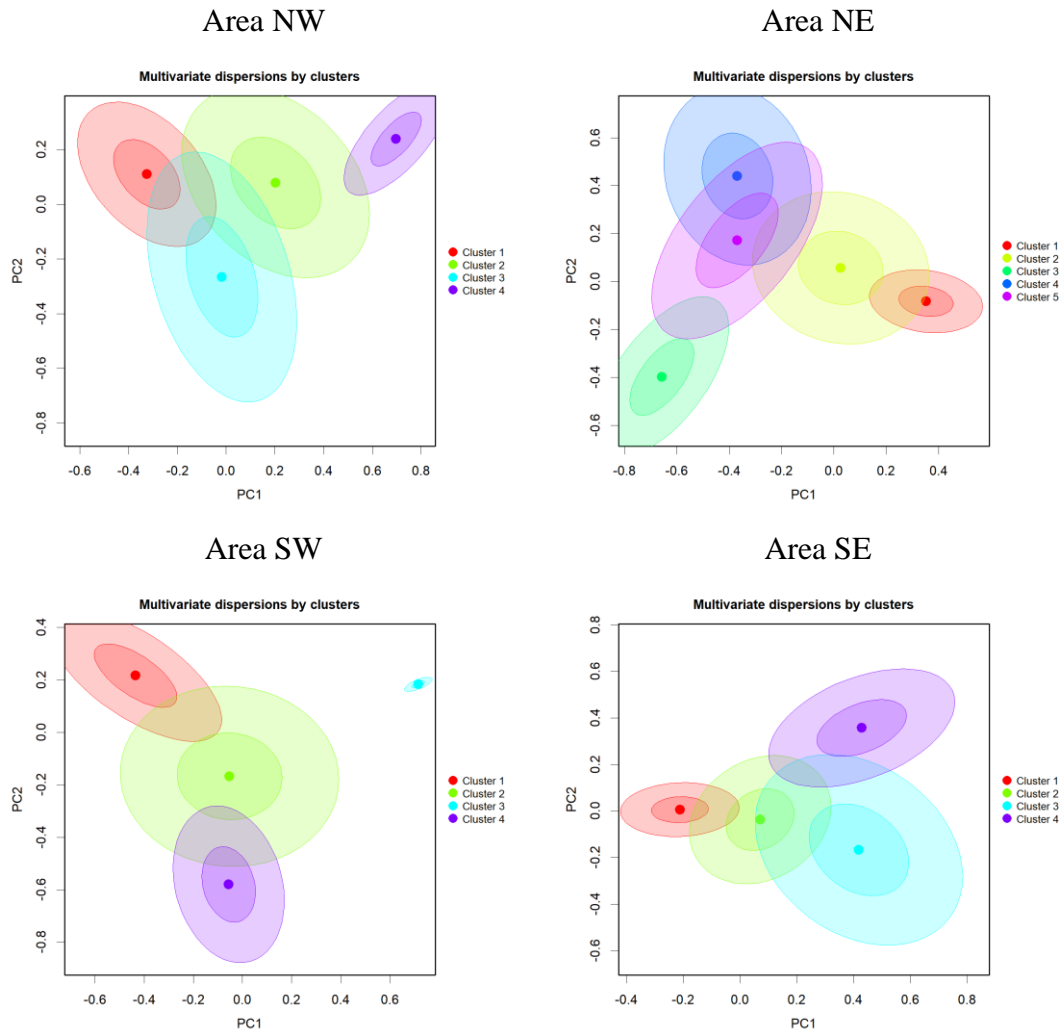 Area NW
Multivariate dispersions by clusters
PC2
0.2
0.0
-0.2
-0.4
-0.6
-0.8
-0.6 -0.4 -0.2 0.0 0.2 0.4 0.6 0.8
PC1
Cluster 1
Cluster 2
Cluster 3
Cluster 4
Area NE
Multivariate dispersions by clusters
PC2
0.6
0.4
0.2
0.0
-0.2
-0.4
-0.6
-0.8 -0.6 -0.4 -0.2 0.0 0.2 0.4
PC1
Cluster 1
Cluster 2
Cluster 3
Cluster 4
Cluster 5
Area SW
Multivariate dispersions by clusters
PC2
0.4
0.2
0.0
-0.2
-0.4
-0.6
-0.8
-0.6 -0.4 -0.2 0.0 0.2 0.4 0.6
PC1
Cluster 1
Cluster 2
Cluster 3
Cluster 4
Area SE
Multivariate dispersions by clusters
PC2
0.8
0.6
0.4
0.2
0.0
-0.2
-0.4
-0.6
-0.4 -0.2 0.0 0.2 0.4 0.6 0.8
PC1
Cluster 1
Cluster 2
Cluster 3
Cluster 4